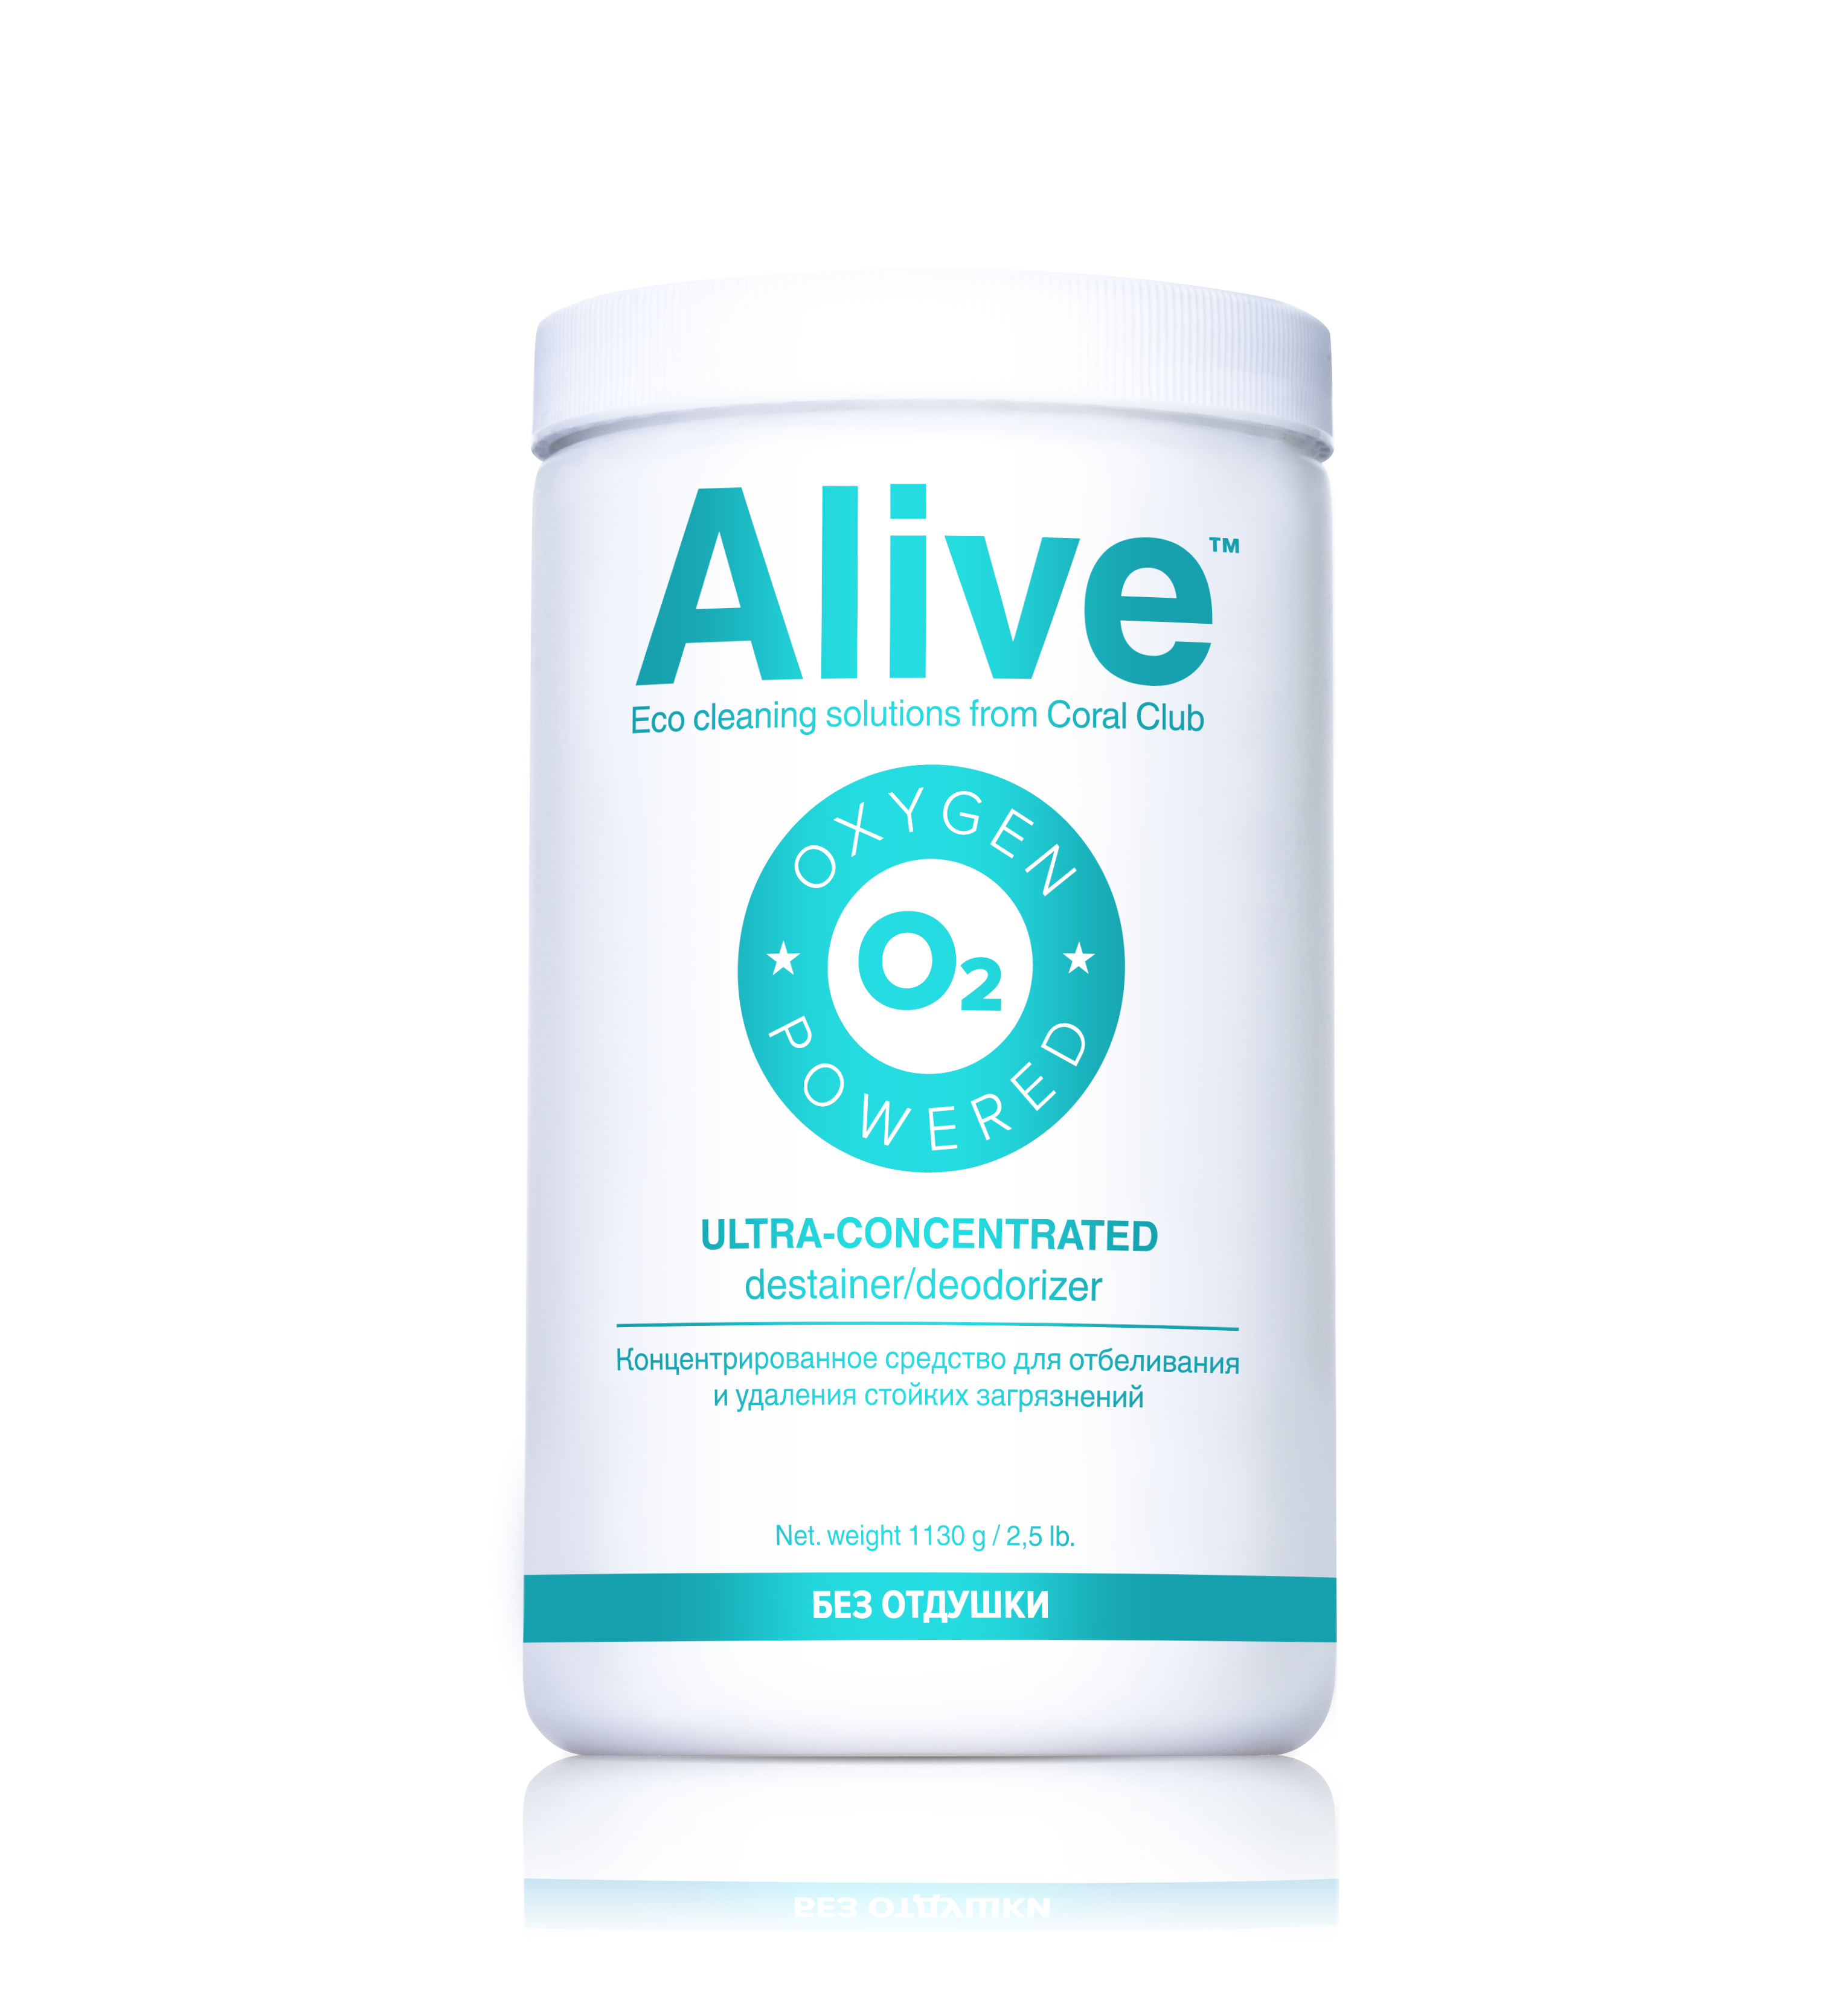 Alive™
Eco cleaning solutions from Coral Club
OXYGEN
O₂
POWERED
ULTRA-CONCENTRATED
destainer/deodorizer
Концентрированное средство для отбеливания
и удаления стойких загрязнений
Net. weight 1130 g / 2,5 lb.
БЕЗ ОТДУШКИ